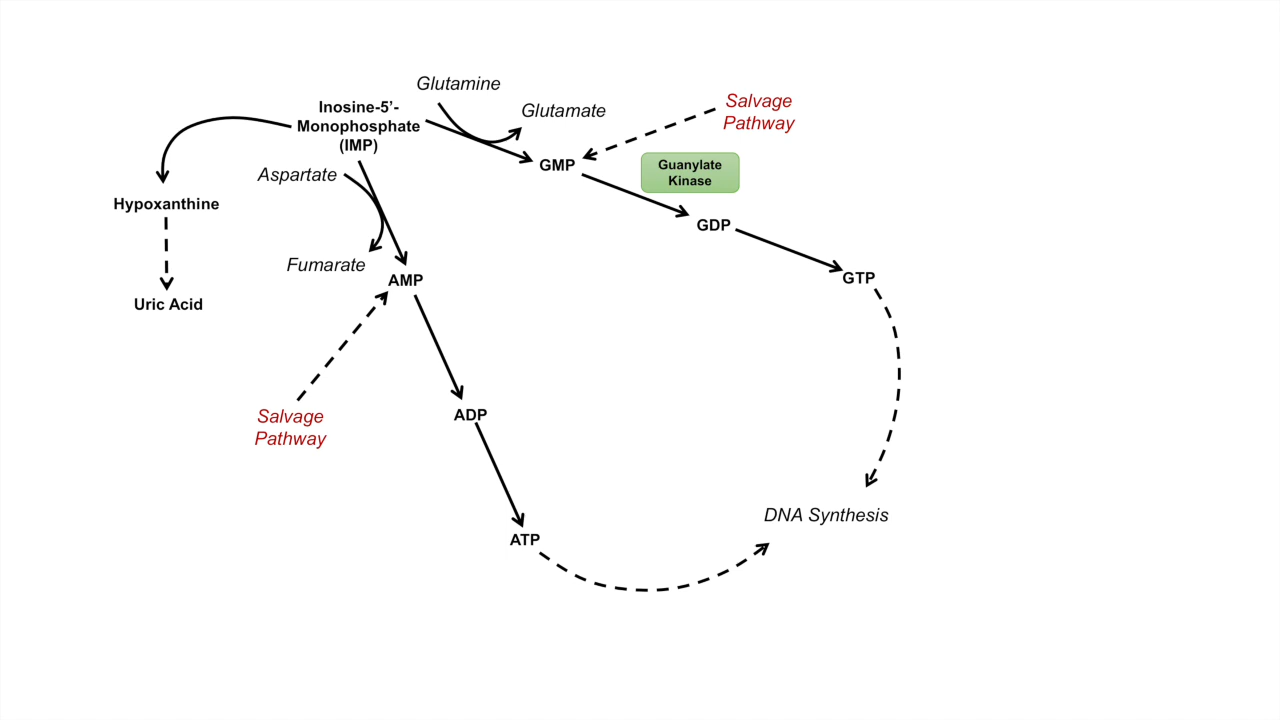 Glutamine
Inosine-5’-
Monophosphate
(IMP)
Glutamate
Salvage
Pathway
GMP
Guanylate
Kinase
Aspartate
Hypoxanthine
GDP
Fumarate
AMP
GTP
Uric Acid
Salvage
Pathway
ADP
DNA Synthesis
ATP